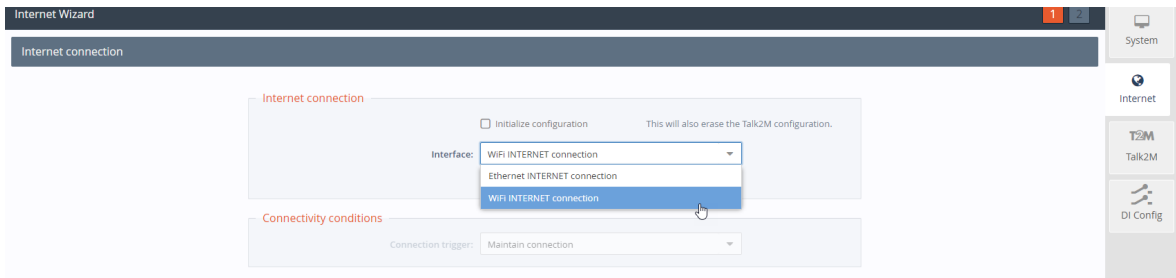 Internet Wizard
1 2
System
Internet connection
Internet
Internet connection
Initialize configuration This will also erase the Talk2M configuration.
Interface: WiFi INTERNET connection
T2M
Talk2M
Ethernet INTERNET connection
WiFi INTERNET connection
DI Config
Connectivity conditions
Connection trigger: Maintain connection